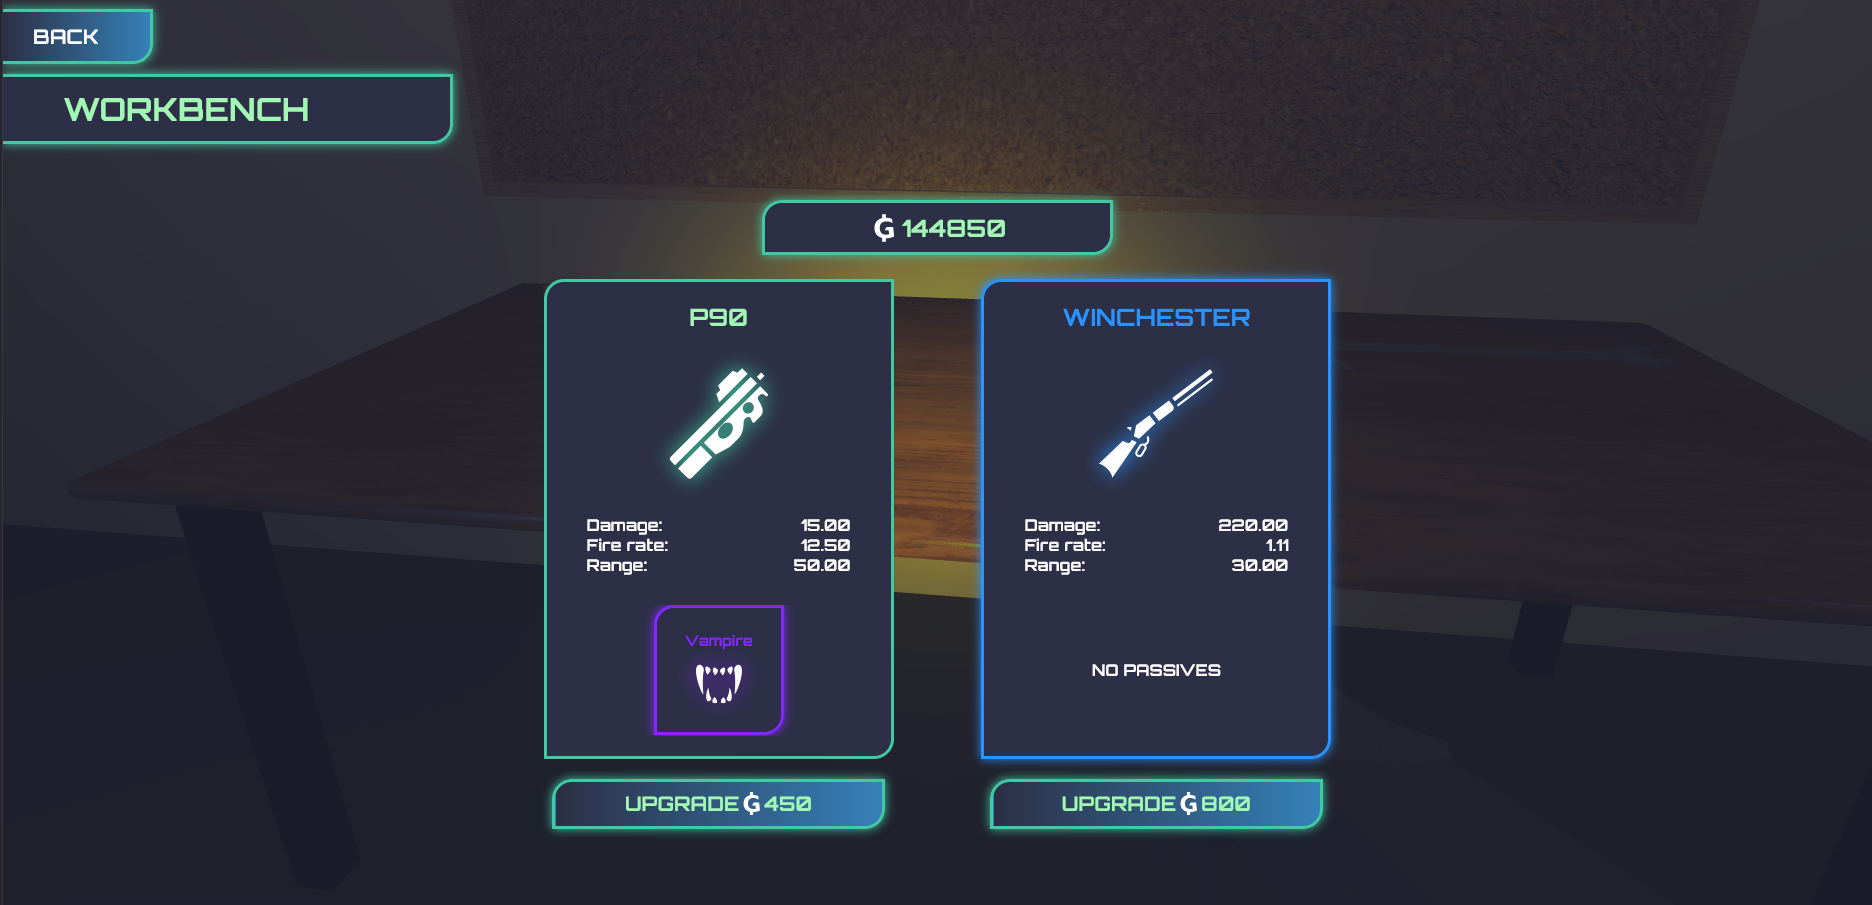 BACK
WORKBENCH
₲ 144850
P90
Damage: 15.00
Fire rate: 12.50
Range: 50.00
Vampire
UPGRADE ₲ 450
WINCHESTER
Damage: 220.00
Fire rate: 1.11
Range: 30.00
NO PASSIVES
UPGRADE ₲ 800